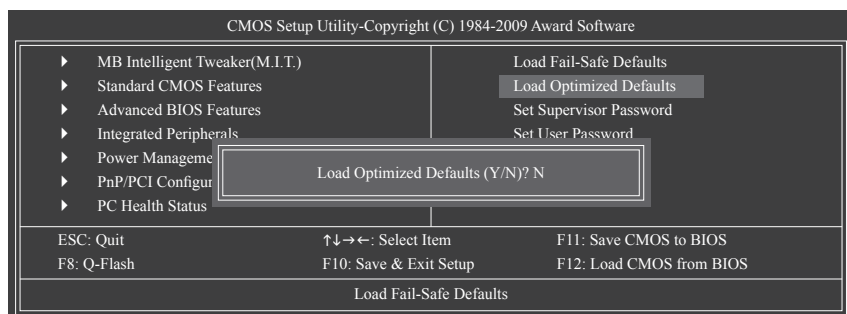 CMOS Setup Utility-Copyright (C) 1984-2009 Award Software
MB Intelligent Tweaker(M.I.T.)
Standard CMOS Features
Advanced BIOS Features
Integrated Peripherals
Power Manageme
PnP/PCI Configur
PC Health Status
Load Fail-Safe Defaults
Load Optimized Defaults
Set Supervisor Password
Set User Password
Load Optimized Defaults (Y/N)? N
ESC: Quit ↑↓→←: Select Item F11: Save CMOS to BIOS
F8: Q-Flash F10: Save & Exit Setup F12: Load CMOS from BIOS
Load Fail-Safe Defaults